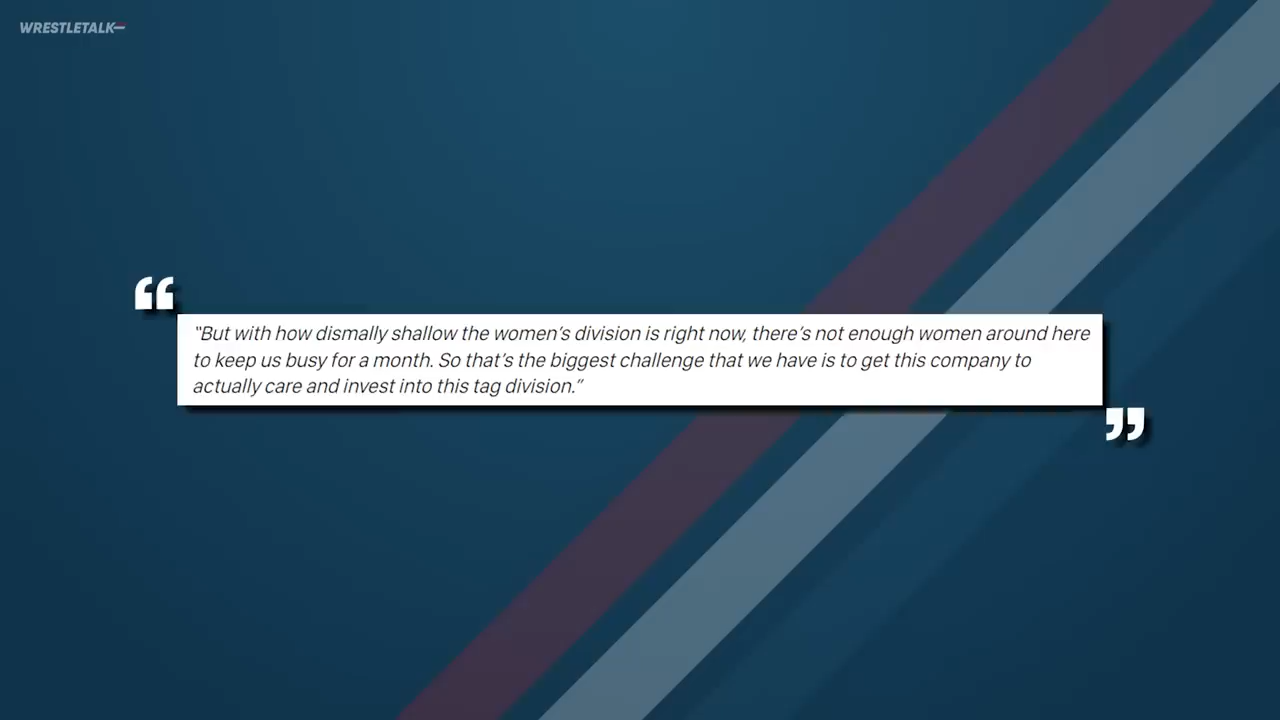 WRESTLETALK
“
“But with how dismally shallow the women’s division is right now, there’s not enough women around here
to keep us busy for a month. So that’s the biggest challenge that we have is to get this company to
actually care and invest into this tag division.”
”